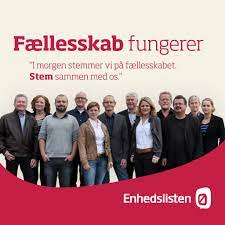 Fællesskab fungerer
"I morgen stemmer vi på fællesskabet.
Stem sammen med os."
Enhedslisten Ø